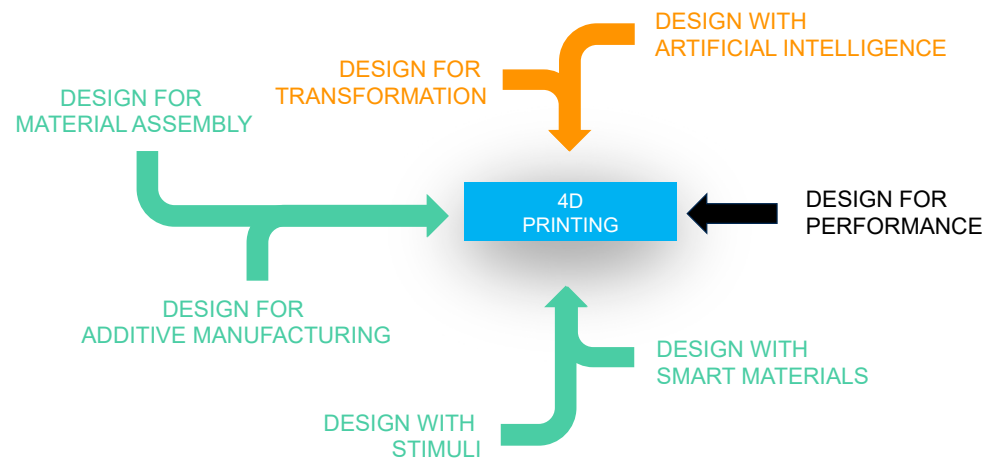 DESIGN WITH
ARTIFICIAL INTELLIGENCE
DESIGN FOR
TRANSFORMATION
DESIGN FOR
MATERIAL ASSEMBLY
4D
PRINTING
DESIGN FOR
PERFORMANCE
DESIGN FOR
ADDITIVE MANUFACTURING
DESIGN WITH
SMART MATERIALS
DESIGN WITH
STIMULI